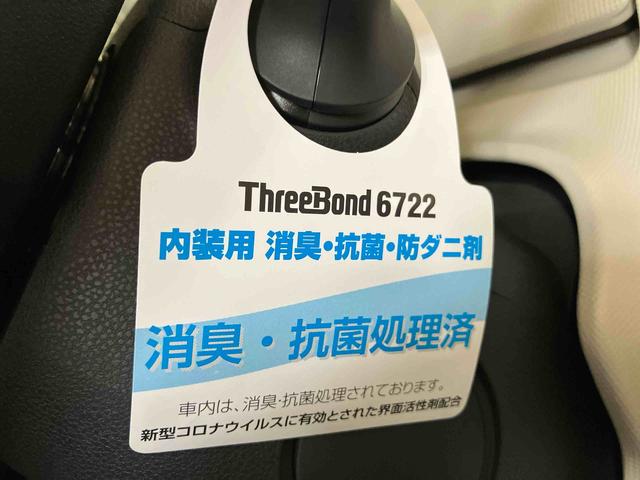 ThreeBond 6722
内装用 消臭・抗菌・防ダニ剤
消臭・抗菌処理済
車内は、消臭・抗菌処理されております。
新型コロナウイルスに有効とされた界面活性剤配合